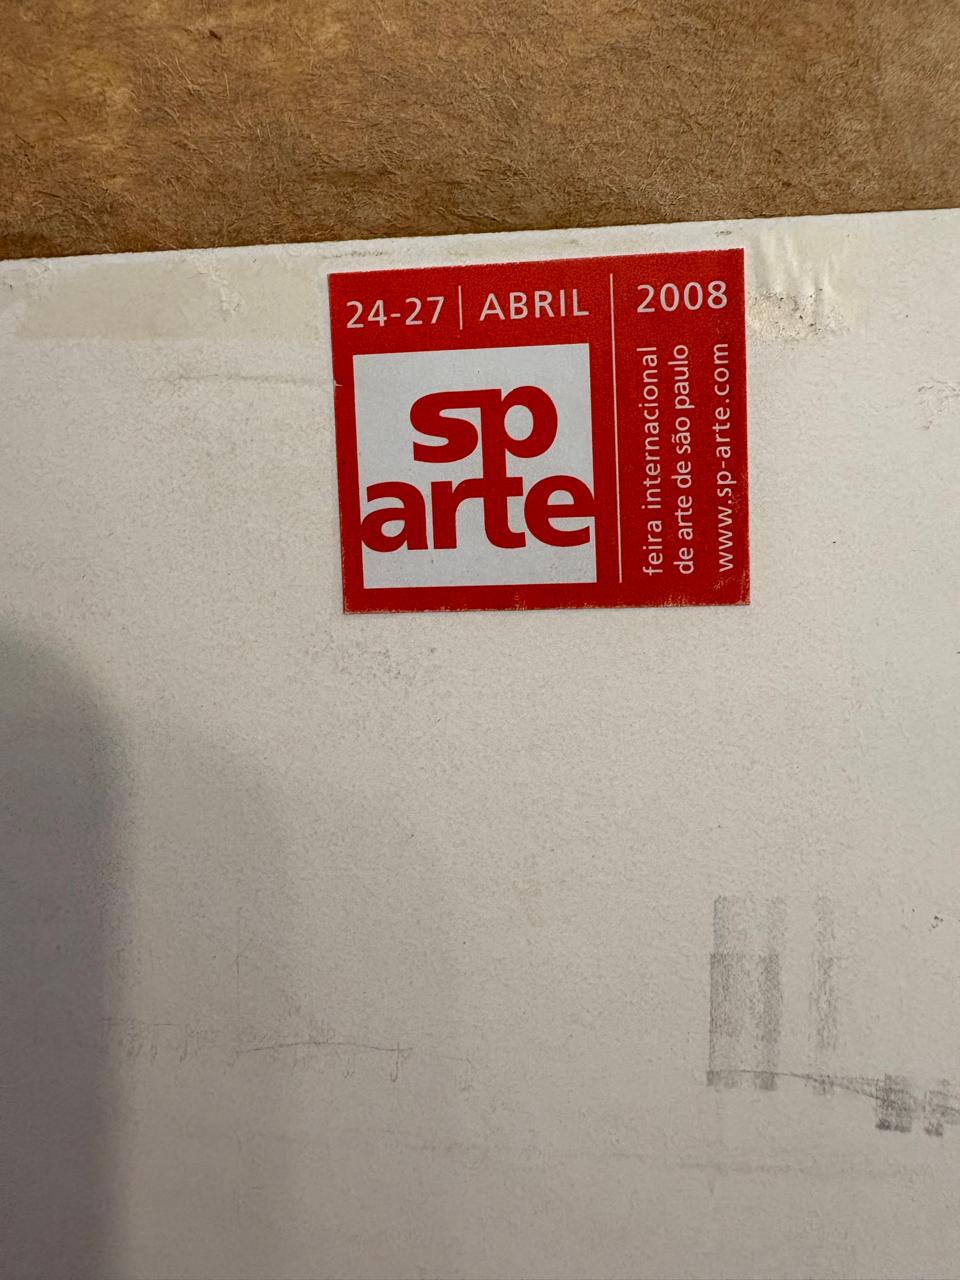 24-27 | ABRIL | 2008
sp
arte
feira internacional
de arte de são paulo
www.sp-arte.com